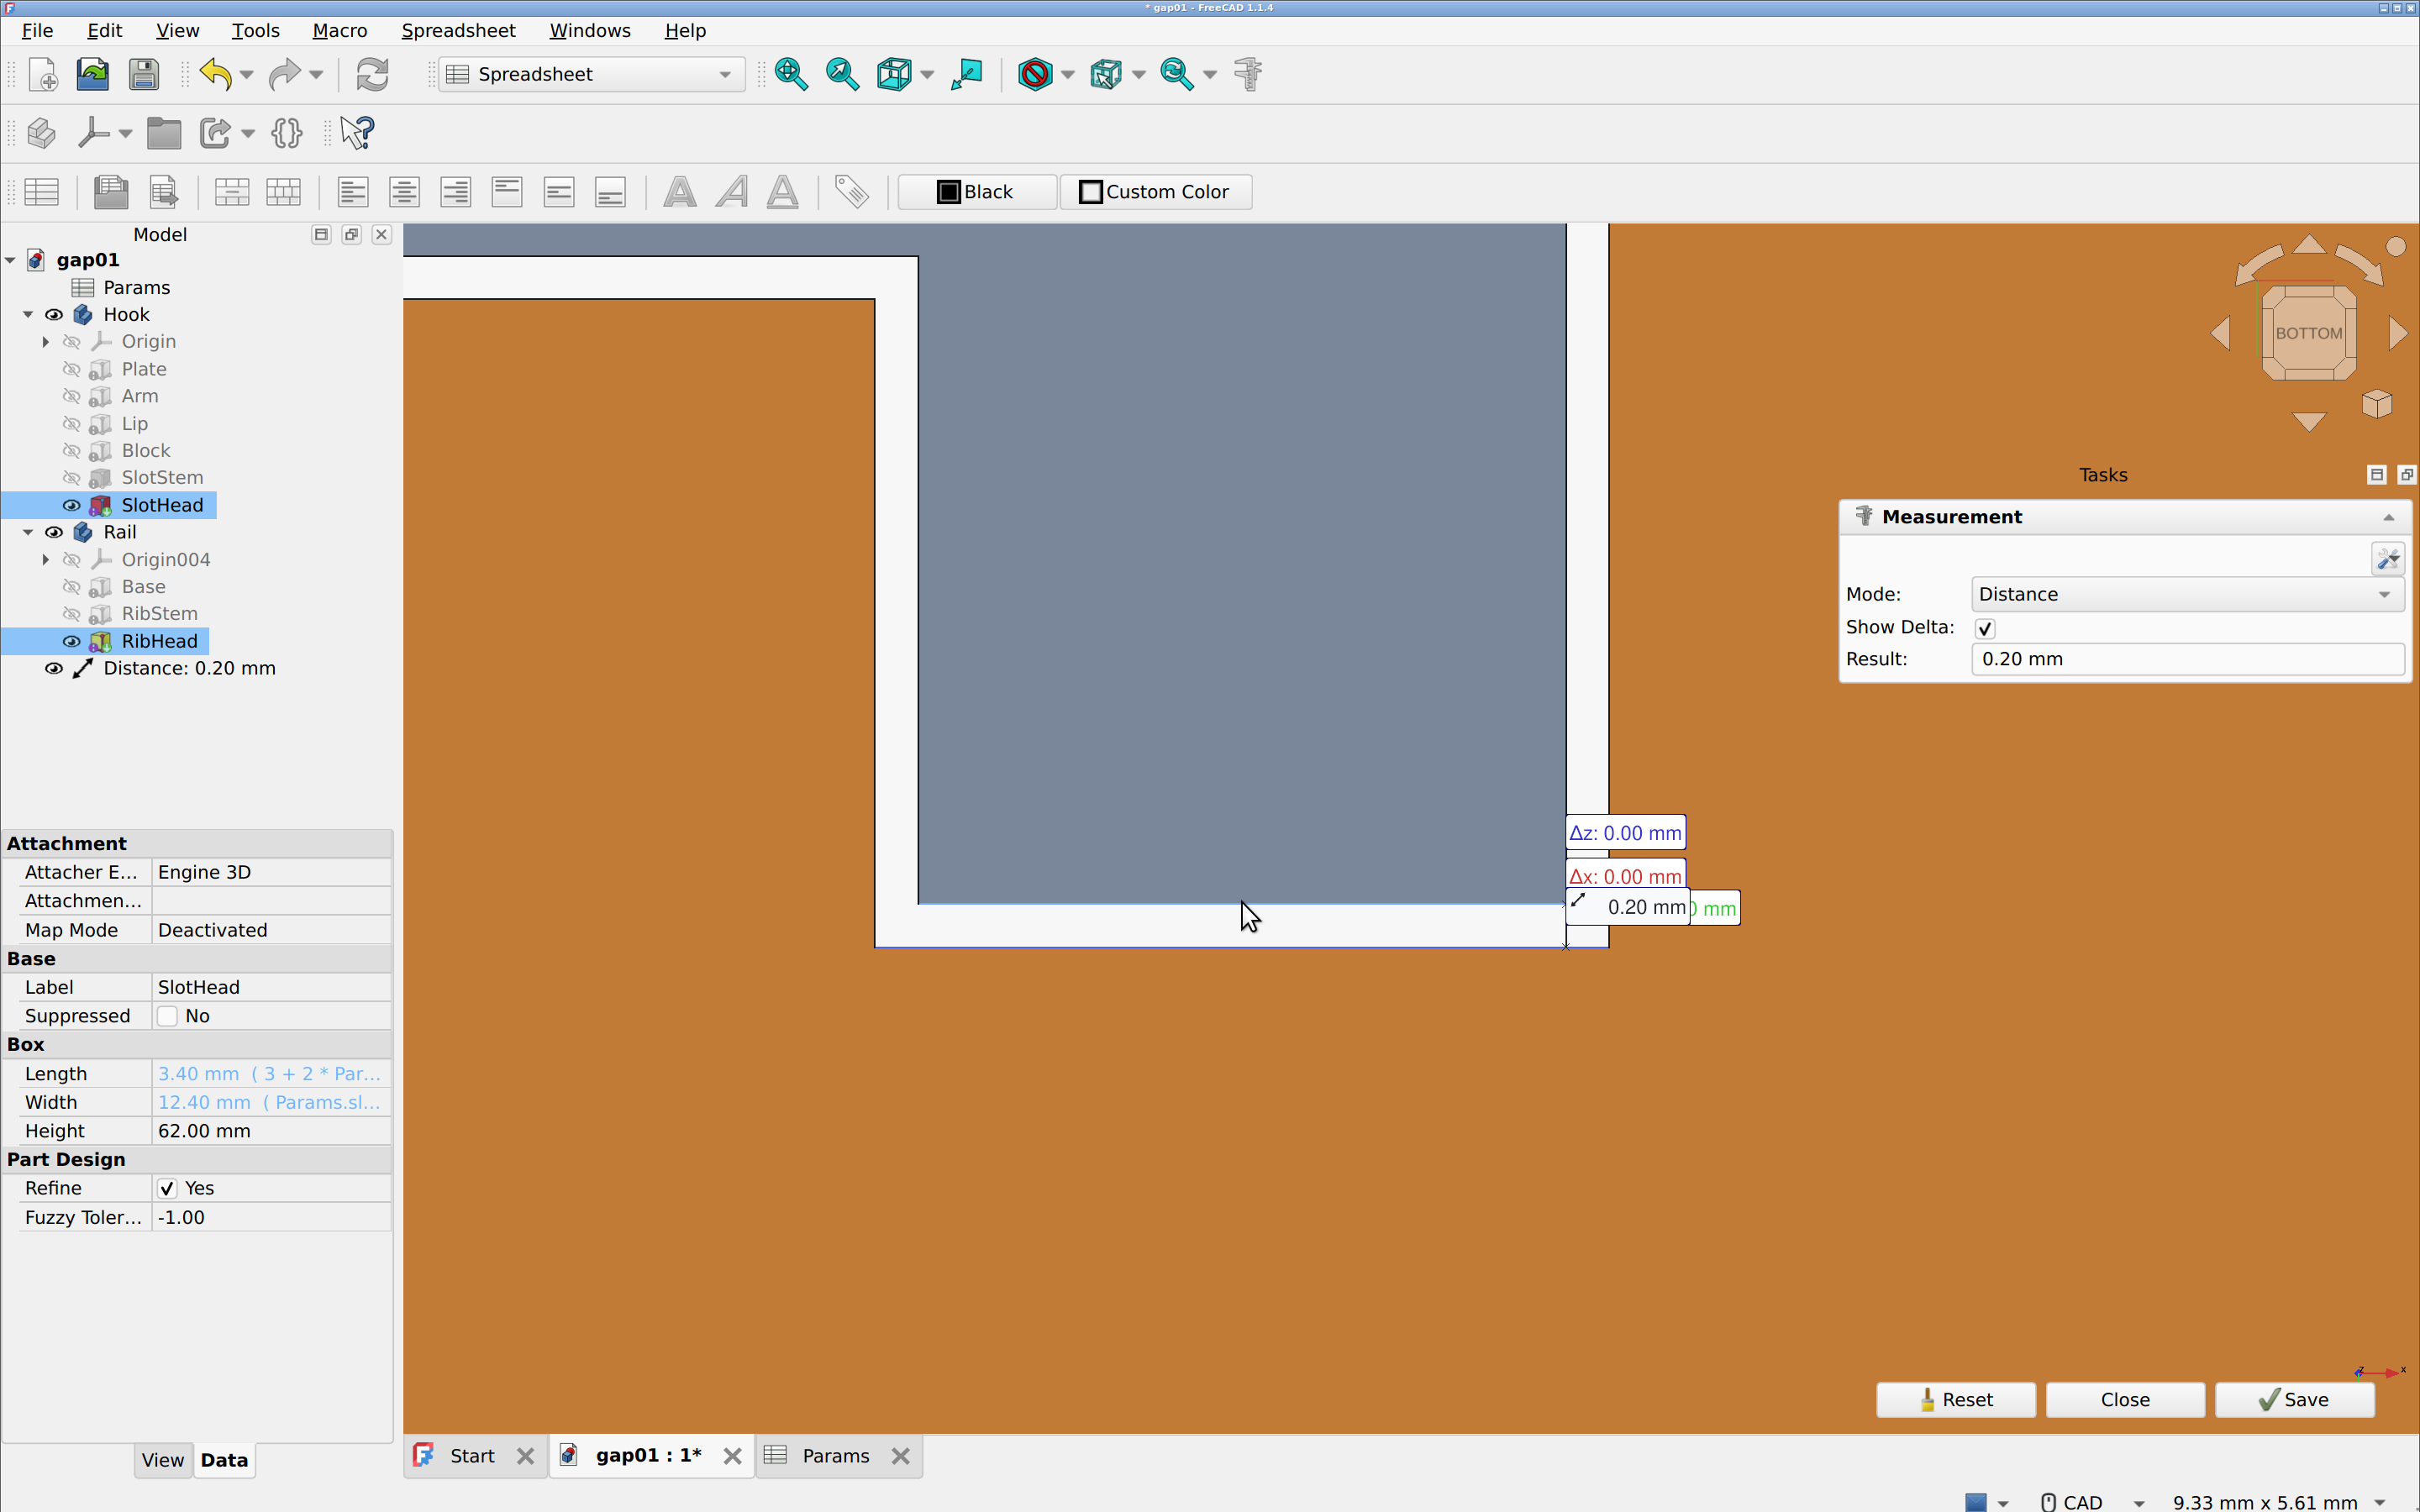 * gap01 - FreeCAD 1.1.4
File Edit View Tools Macro Spreadsheet Windows Help
Spreadsheet
Black Custom Color
Model
gap01
Params
Hook
Origin
Plate
Arm
Lip
Block
SlotStem
SlotHead
Rail
Origin004
Base
RibStem
RibHead
Distance: 0.20 mm
Attachment
Attacher E... Engine 3D
Attachmen...
Map Mode Deactivated
Base
Label SlotHead
Suppressed No
Box
Length 3.40 mm ( 3 + 2 * Par...
Width 12.40 mm ( Params.sl...
Height 62.00 mm
Part Design
Refine Yes
Fuzzy Toler... -1.00
View Data
BOTTOM
Δz: 0.00 mm
Δx: 0.00 mm
0.20 mm
mm
Tasks
Measurement
Mode: Distance
Show Delta:
Result: 0.20 mm
z x
Reset Close Save
Start gap01 : 1* Params
CAD 9.33 mm x 5.61 mm